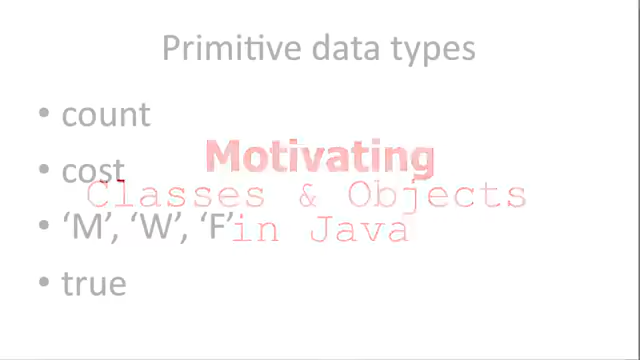 Primitive data types
• count
Motivating
• cost
Classes & Objects
• ‘M’, ‘W’, ‘F’
in Java
• true